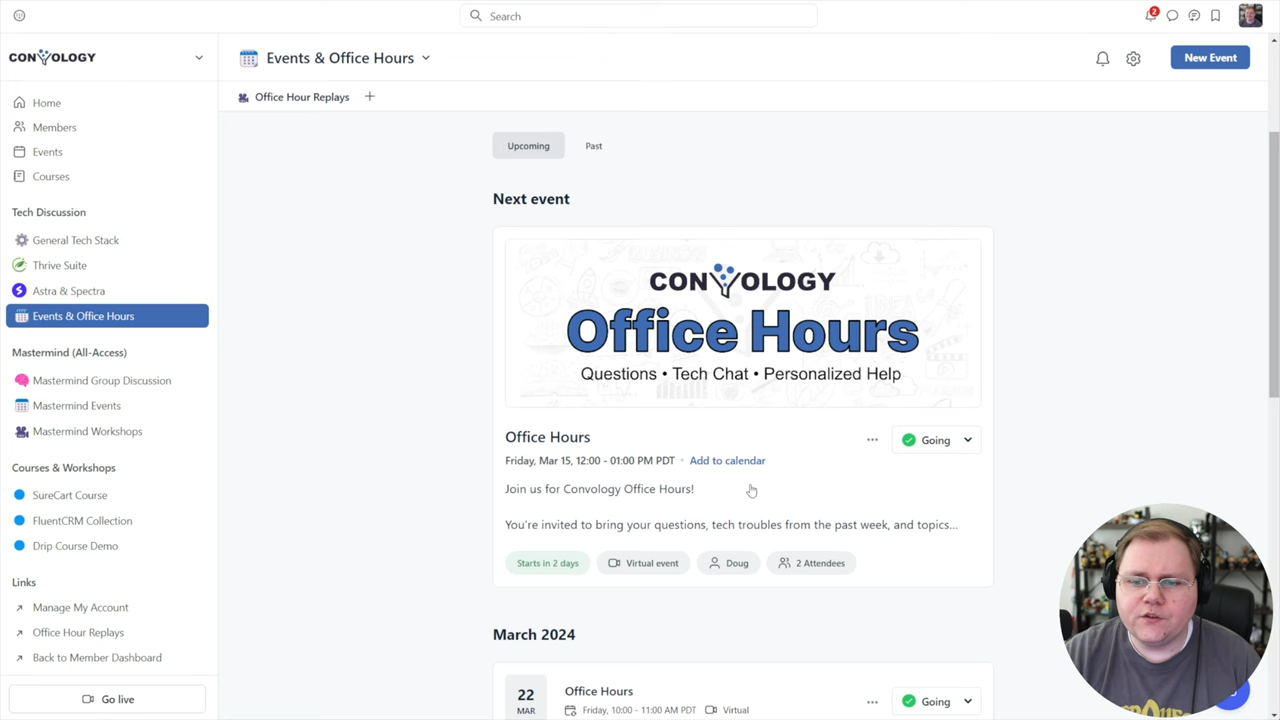 Search
2
CONVOLOGY
Home
Members
Events
Courses
Tech Discussion
General Tech Stack
Thrive Suite
Astra & Spectra
Events & Office Hours
Mastermind (All-Access)
Mastermind Group Discussion
Mastermind Events
Mastermind Workshops
Courses & Workshops
SureCart Course
FluentCRM Collection
Drip Course Demo
Links
Manage My Account
Office Hour Replays
Back to Member Dashboard
Go live
Events & Office Hours
New Event
Office Hour Replays
Upcoming
Past
Next event
CONVOLOGY
Office Hours
Questions • Tech Chat • Personalized Help
Office Hours
Going
Friday, Mar 15, 12:00 - 01:00 PM PDT • Add to calendar
Join us for Convology Office Hours!
You're invited to bring your questions, tech troubles from the past week, and topics...
Starts in 2 days
Virtual event
Doug
2 Attendees
March 2024
22
MAR
Office Hours
Friday, 10:00 - 11:00 AM PDT
Virtual
Going